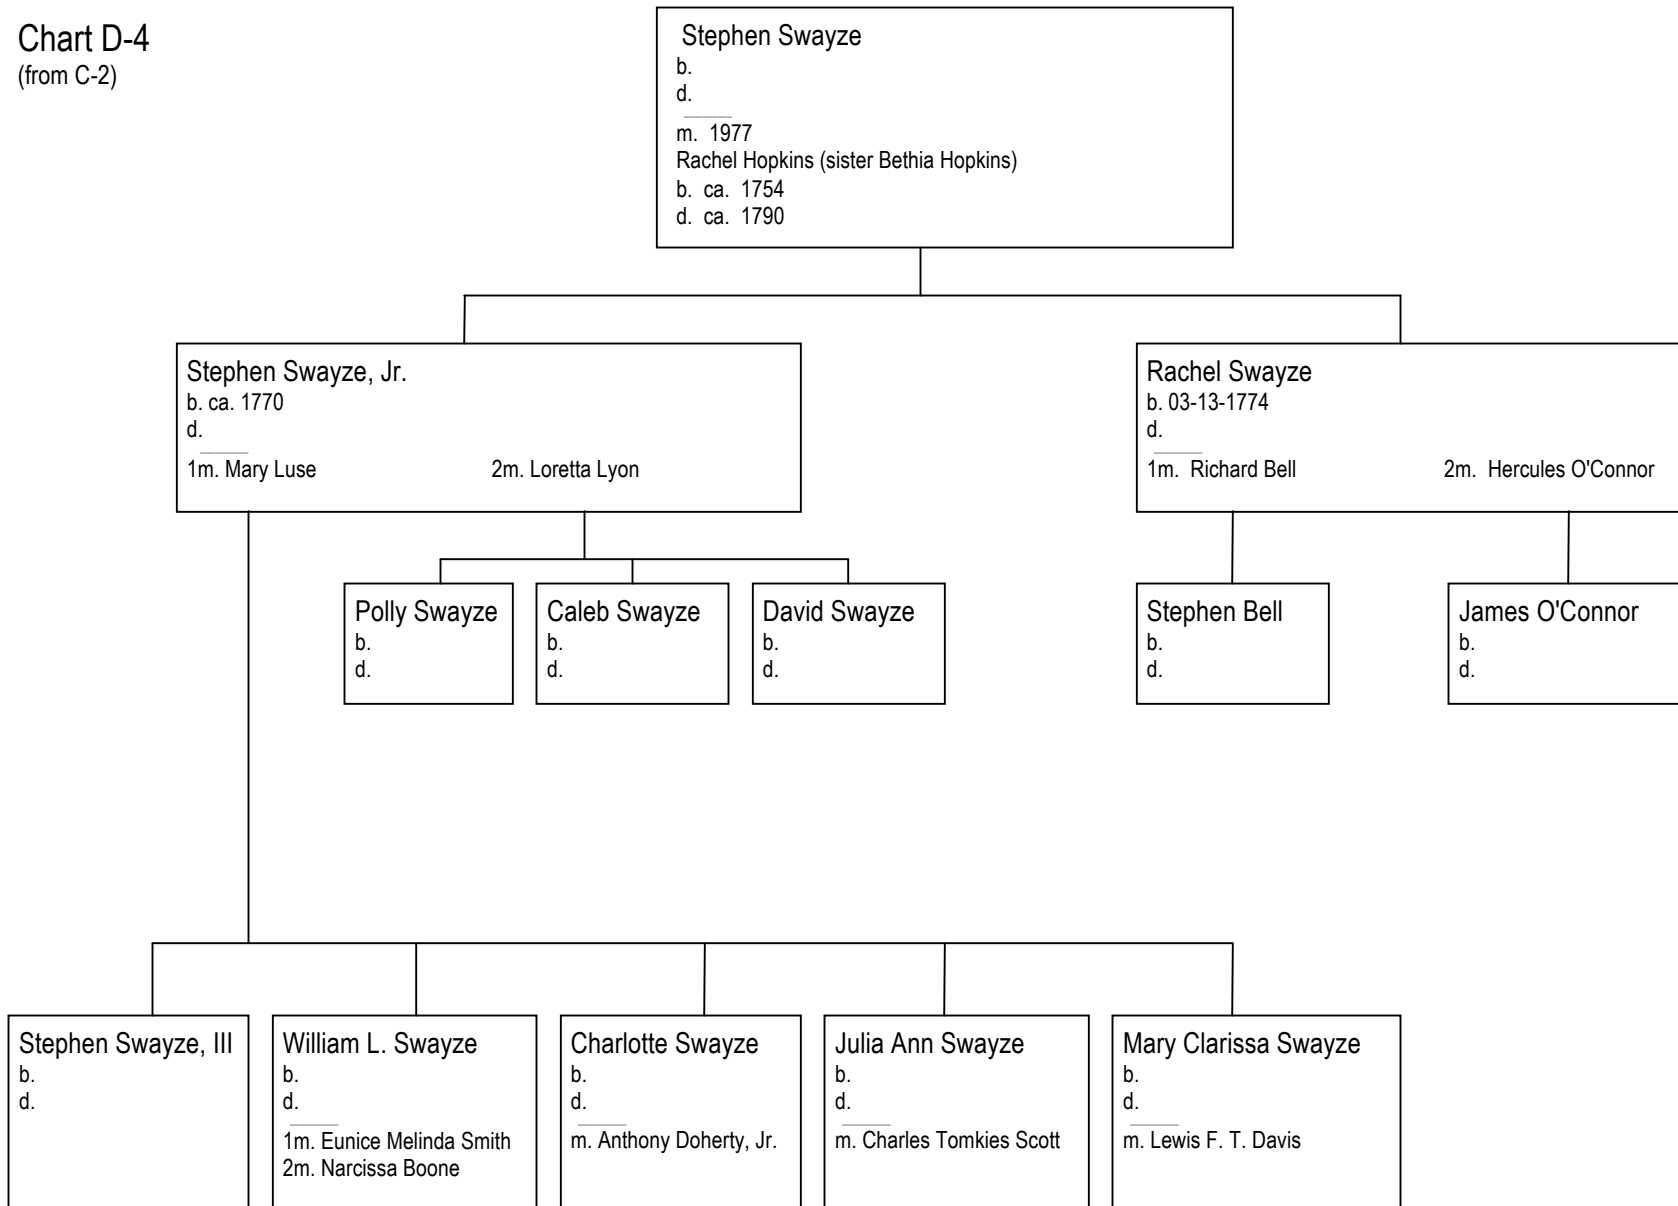 Chart D-4
(from C-2)
Stephen Swayze
b.
d.
m. 1977
Rachel Hopkins (sister Bethia Hopkins)
b. ca. 1754
d. ca. 1790
Stephen Swayze, Jr.
b. ca. 1770
d.
1m. Mary Luse 2m. Loretta Lyon
Rachel Swayze
b. 03-13-1774
d.
1m. Richard Bell 2m. Hercules O'Connor
Polly Swayze
b.
d.
Caleb Swayze
b.
d.
David Swayze
b.
d.
Stephen Bell
b.
d.
James O'Connor
b.
d.
Stephen Swayze, III
b.
d.
William L. Swayze
b.
d.
1m. Eunice Melinda Smith
2m. Narcissa Boone
Charlotte Swayze
b.
d.
m. Anthony Doherty, Jr.
Julia Ann Swayze
b.
d.
m. Charles Tomkies Scott
Mary Clarissa Swayze
b.
d.
m. Lewis F. T. Davis